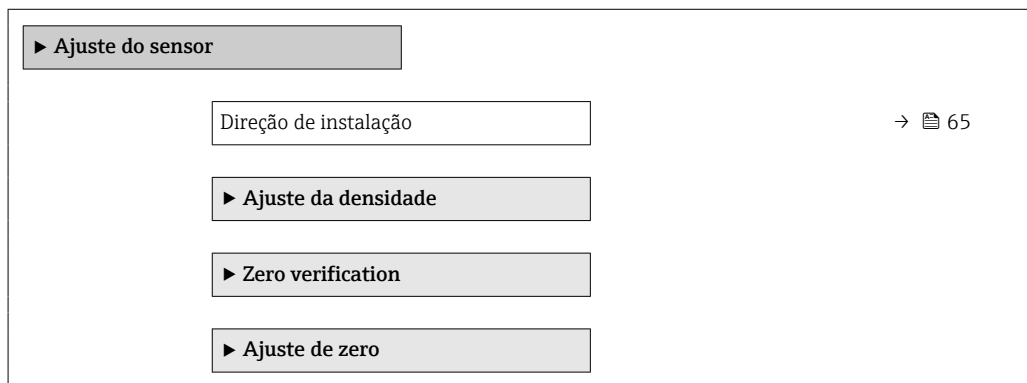 ▶ Ajuste do sensor
Direção de instalação → 🖹 65
▶ Ajuste da densidade
▶ Zero verification
▶ Ajuste de zero